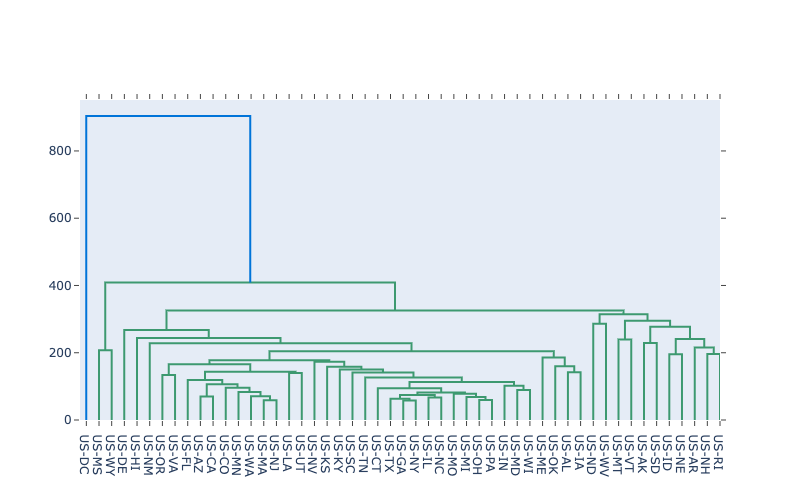 800
600
400
200
0
US-DC
US-MS
US-WY
US-DE
US-HI
US-NM
US-OR
US-VA
US-FL
US-AZ
US-CA
US-CO
US-MN
US-WA
US-MA
US-NJ
US-LA
US-UT
US-NV
US-KS
US-KY
US-SC
US-TN
US-CT
US-TX
US-GA
US-NY
US-IL
US-NC
US-MO
US-MI
US-OH
US-PA
US-IN
US-MD
US-WI
US-ME
US-OK
US-AL
US-IA
US-ND
US-WV
US-MT
US-VT
US-AK
US-SD
US-ID
US-NE
US-AR
US-NH
US-RI